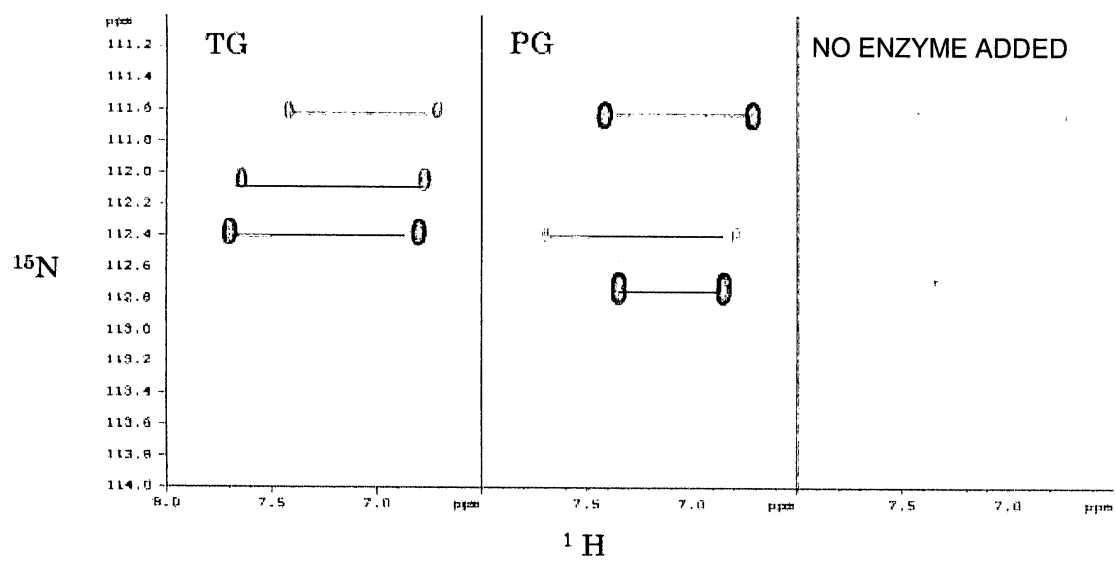 ppm
TG
PG
NO ENZYME ADDED
111.2
111.4
111.6
111.8
112.0
112.2
112.4
15N
112.6
112.8
113.0
113.2
113.4
113.6
113.8
114.0
8.0 7.5 7.0 ppm 7.5 7.0 ppm 7.5 7.0 ppm
1 H